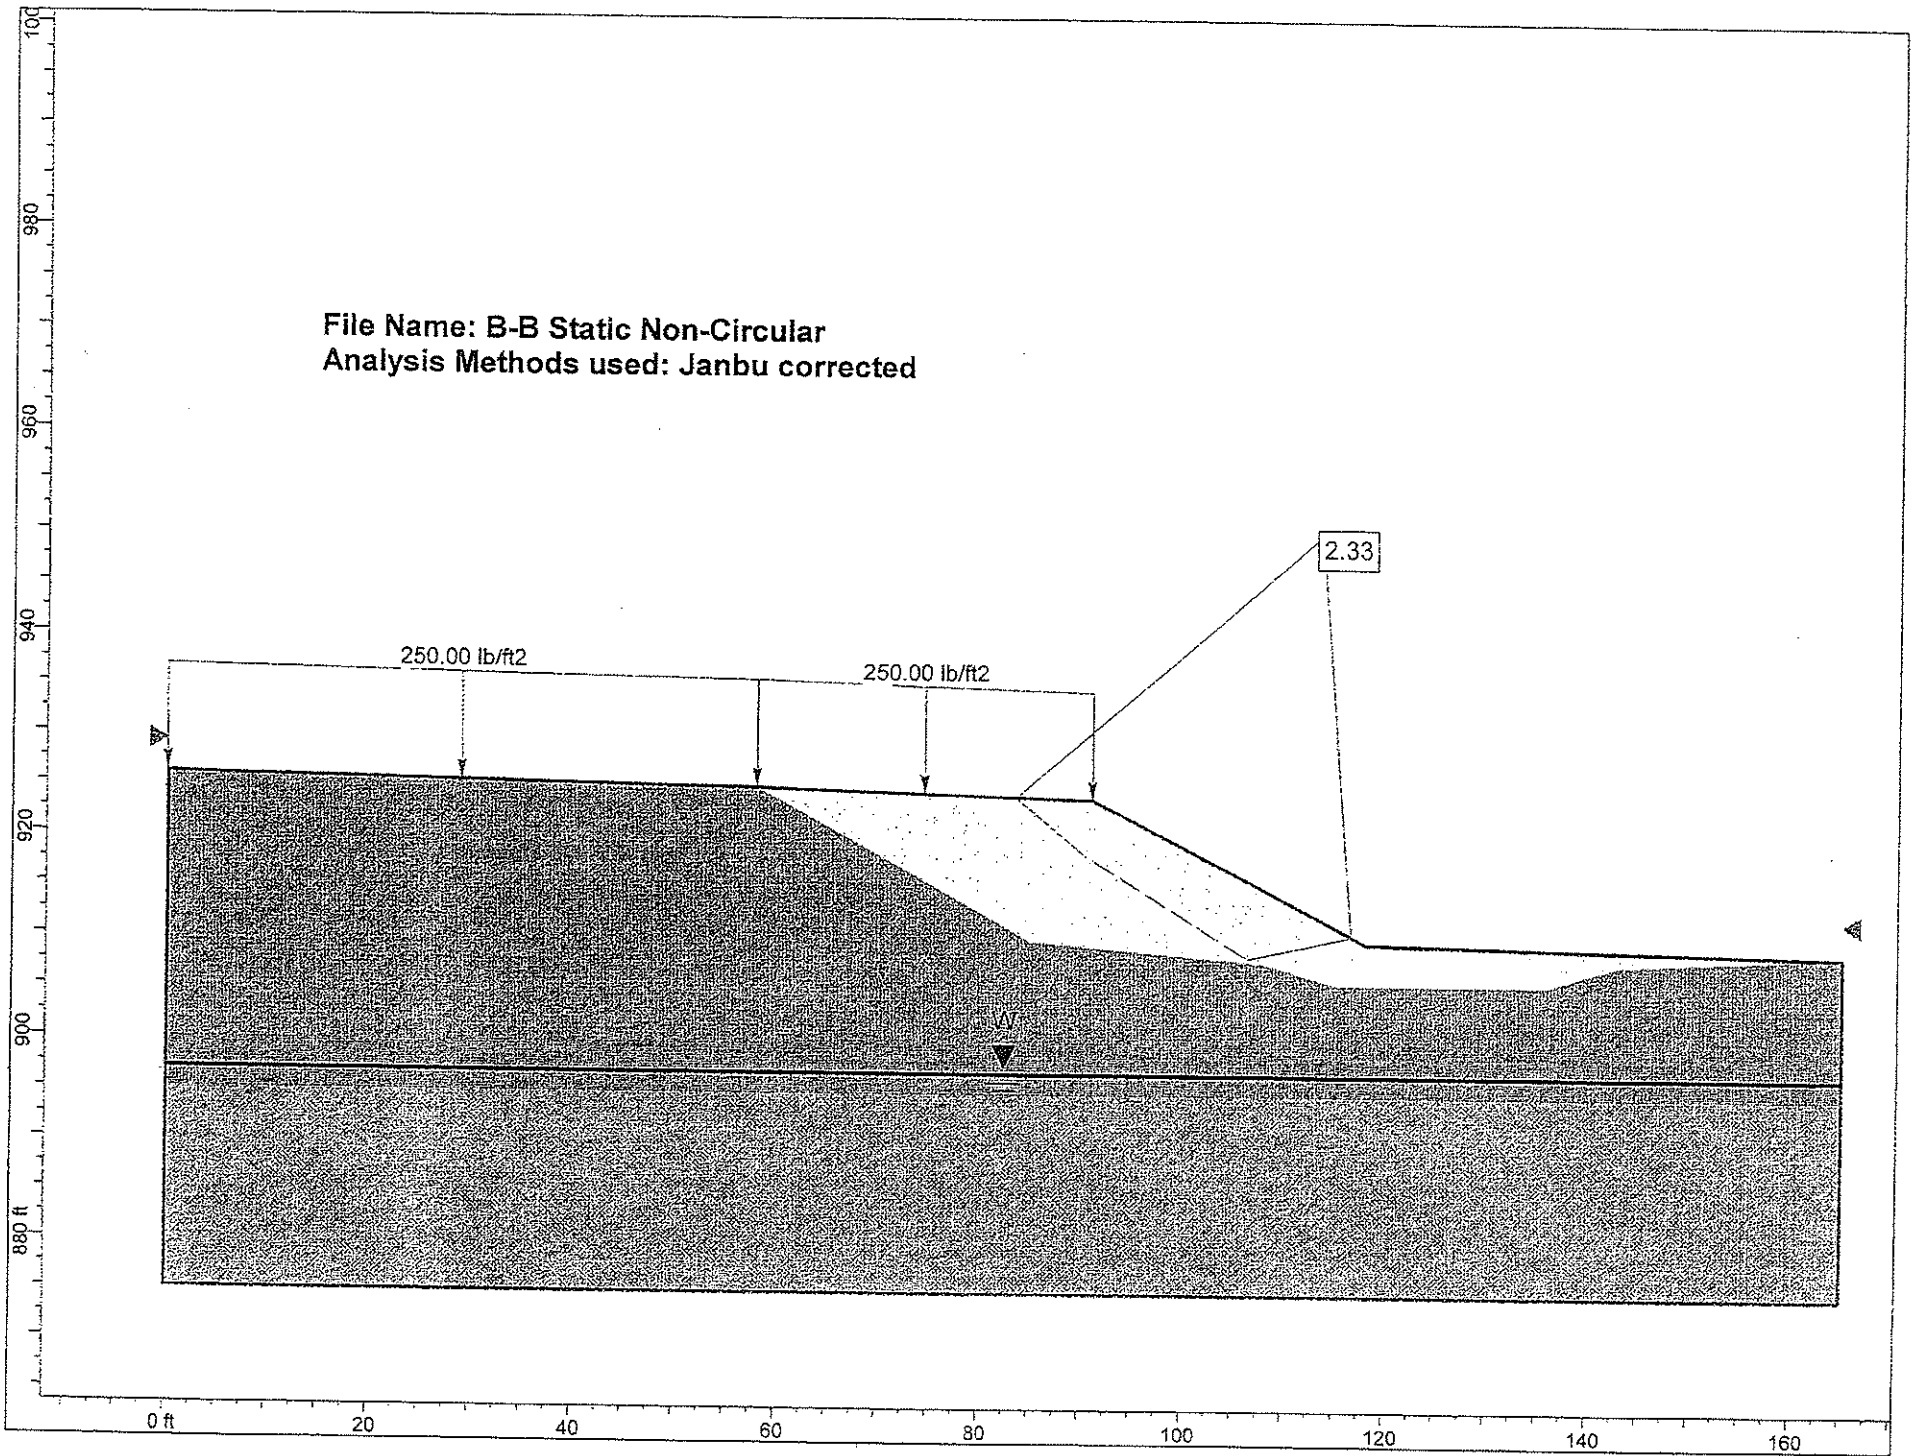 100
980
960
940
920
900
880 ft
File Name: B-B Static Non-Circular
Analysis Methods used: Janbu corrected
2.33
250.00 lb/ft2
250.00 lb/ft2
W
0 ft
20
40
60
80
100
120
140
160